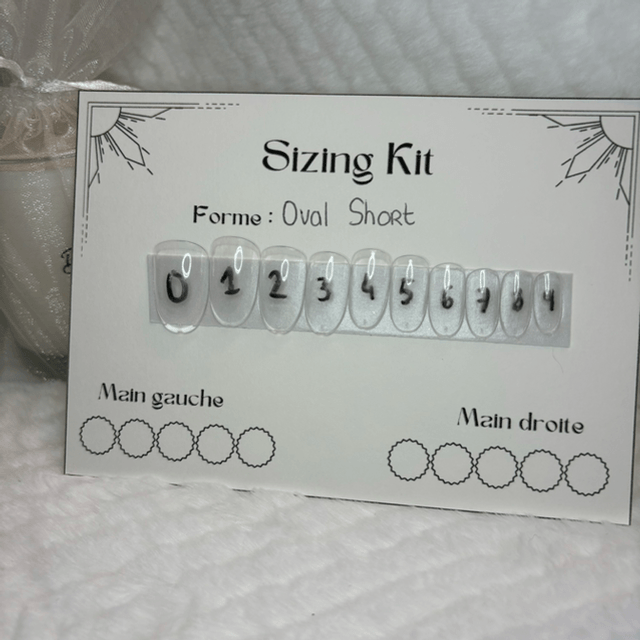 Sizing Kit
Forme : Oval Short
0 1 2 3 4 5 6 7 8 9
Main gauche
Main droite